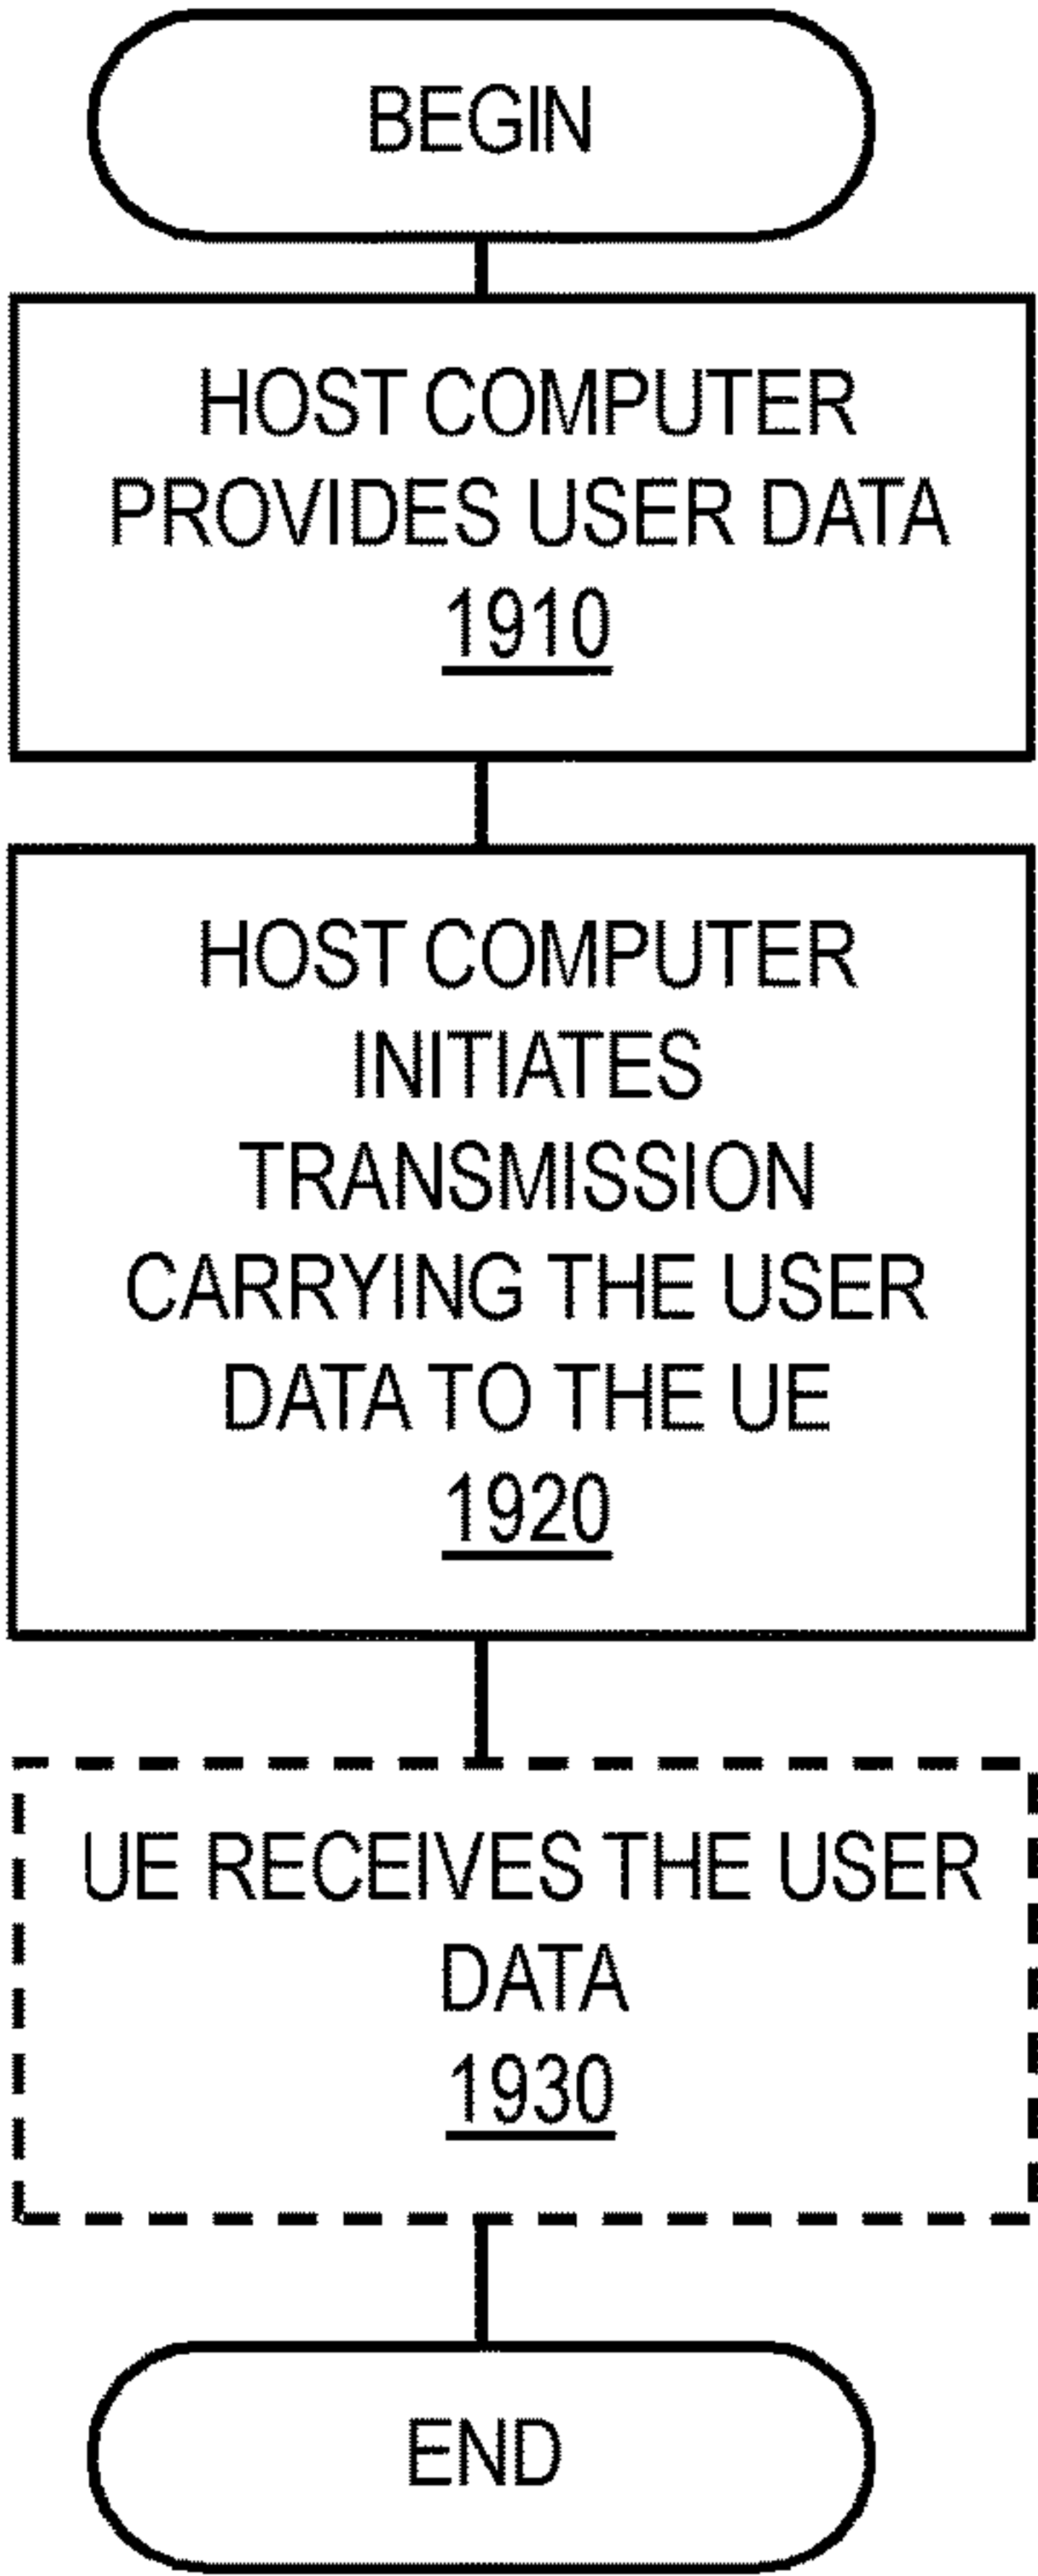 BEGIN
HOST COMPUTER
PROVIDES USER DATA
1910
HOST COMPUTER
INITIATES
TRANSMISSION
CARRYING THE USER
DATA TO THE UE
1920
UE RECEIVES THE USER
DATA
1930
END